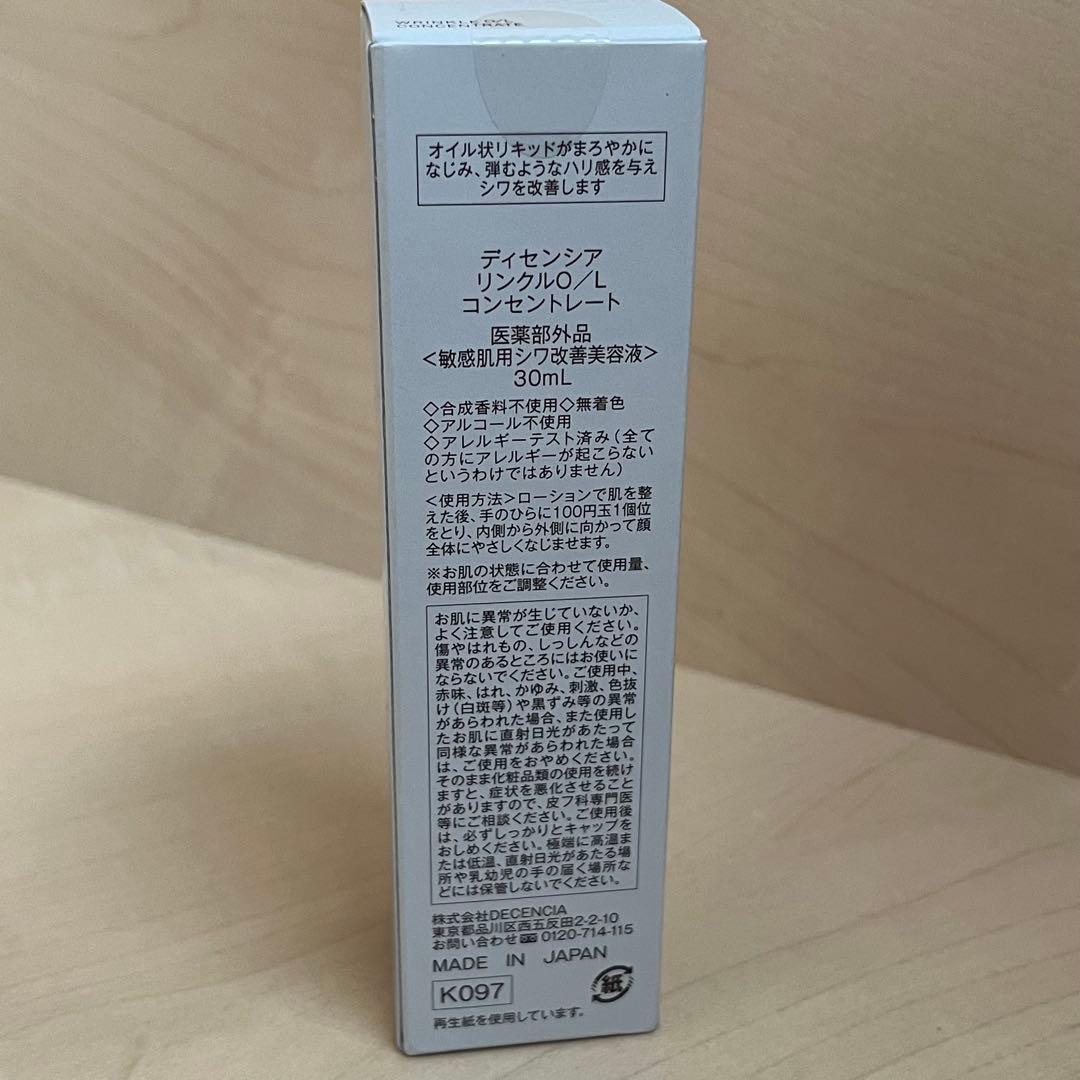 WRINKLE O/L
CONCENTRATE
オイル状リキッドがまろやかに
なじみ、弾むようなハリ感を与え
シワを改善します
ディセンシア
リンクルO／L
コンセントレート
医薬部外品
＜敏感肌用シワ改善美容液＞
30mL
◇合成香料不使用◇無着色
◇アルコール不使用
◇アレルギーテスト済み（全て
の方にアレルギーが起こらない
というわけではありません）
＜使用方法＞ローションで肌を整
えた後、手のひらに100円玉1個位
をとり、内側から外側に向かって顔
全体にやさしくなじませます。
※お肌の状態に合わせて使用量、
使用部位をご調整ください。
お肌に異常が生じていないか、
よく注意してご使用ください。
傷やはれもの、しっしんなどの
異常のあるところにはお使いに
ならないでください。ご使用中、
赤味、はれ、かゆみ、刺激、色抜
け（白斑等）や黒ずみ等の異常
があらわれた場合、また使用し
たお肌に直射日光があたって
同様な異常があらわれた場合
は、ご使用をおやめください。
そのまま化粧品類の使用を続け
ますと、症状を悪化させること
がありますので、皮フ科専門医
等にご相談ください。ご使用後
は、必ずしっかりとキャップを
おしめください。極端に高温ま
たは低温、直射日光があたる場
所や乳幼児の手の届く場所な
どには保管しないでください。
株式会社DECENCIA
東京都品川区西五反田2-2-10
お問い合わせ 0120-714-115
MADE IN JAPAN
K097
紙
再生紙を使用しています。